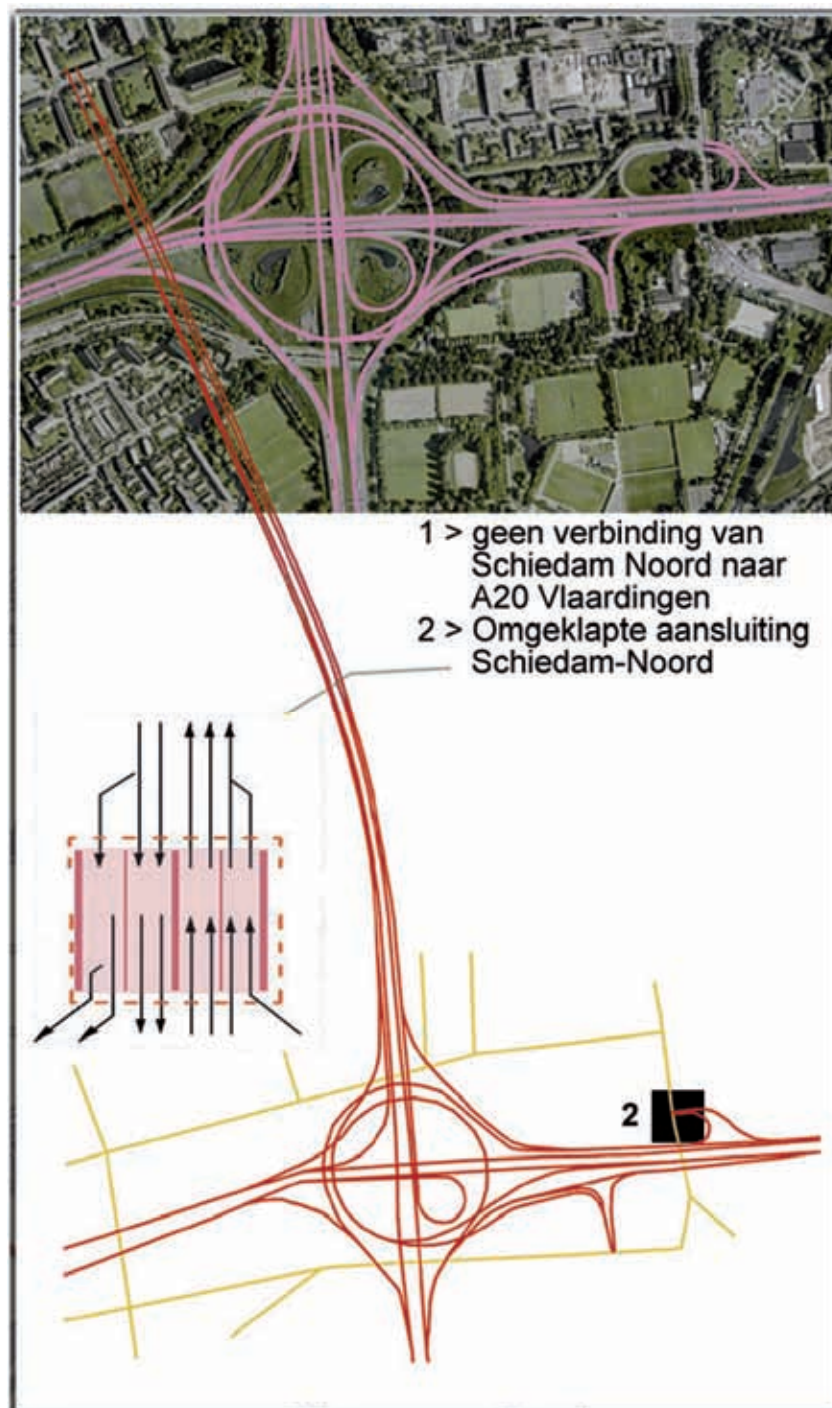 1 > geen verbinding van
Schiedam Noord naar
A20 Vlaardingen
2 > Omgeklapte aansluiting
Schiedam-Noord
2